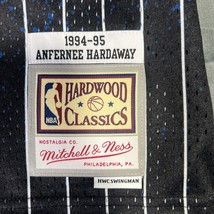 1994-95
ANFERNEE HARDAWAY
HARDWOOD
NBA
CLASSICS
NOSTALGIA CO.
Mitchell & Ness
PHILADELPHIA, PA.
HWC SWINGMAN